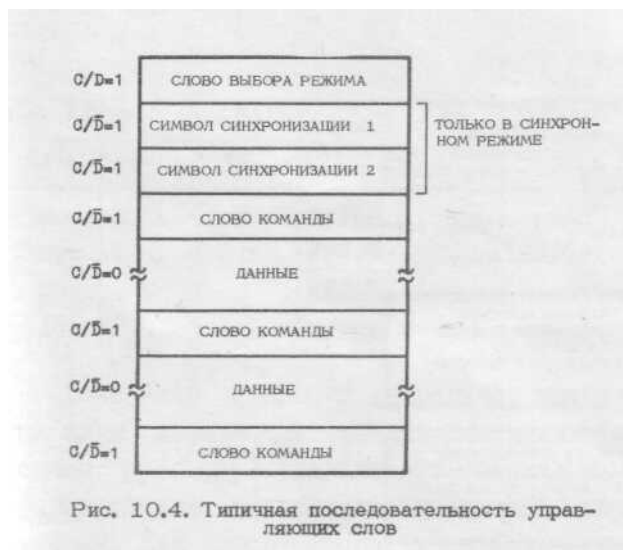 C/D=1 СЛОВО ВЫБОРА РЕЖИМА
C/D̅=1 СИМВОЛ СИНХРОНИЗАЦИИ 1
ТОЛЬКО В СИНХРОН-
НОМ РЕЖИМЕ
C/D̅=1 СИМВОЛ СИНХРОНИЗАЦИИ 2
C/D̅=1 СЛОВО КОМАНДЫ
C/D̅=0 ДАННЫЕ
C/D̅=1 СЛОВО КОМАНДЫ
C/D̅=0 ДАННЫЕ
C/D̅=1 СЛОВО КОМАНДЫ
Рис. 10.4. Типичная последовательность управ-
ляющих слов